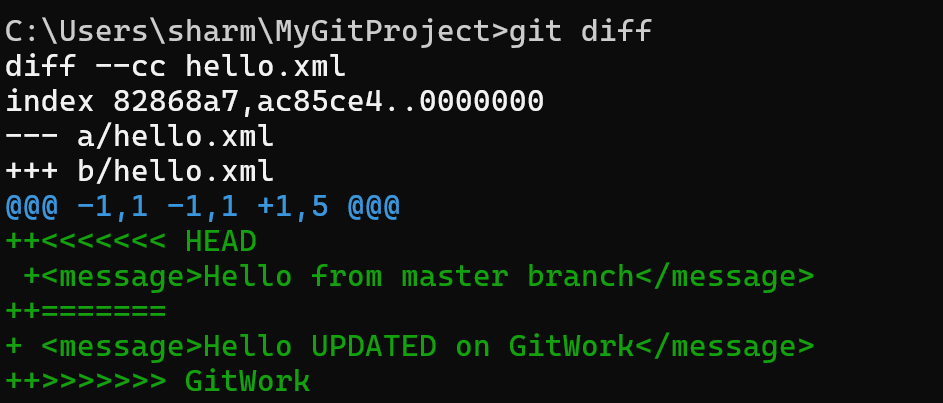 C:\Users\sharm\MyGitProject>git diff
diff --cc hello.xml
index 82868a7,ac85ce4..0000000
--- a/hello.xml
+++ b/hello.xml
@@@ -1,1 -1,1 +1,5 @@@
++<<<<<<< HEAD
 +<message>Hello from master branch</message>
++=======
+ <message>Hello UPDATED on GitWork</message>
++>>>>>>> GitWork